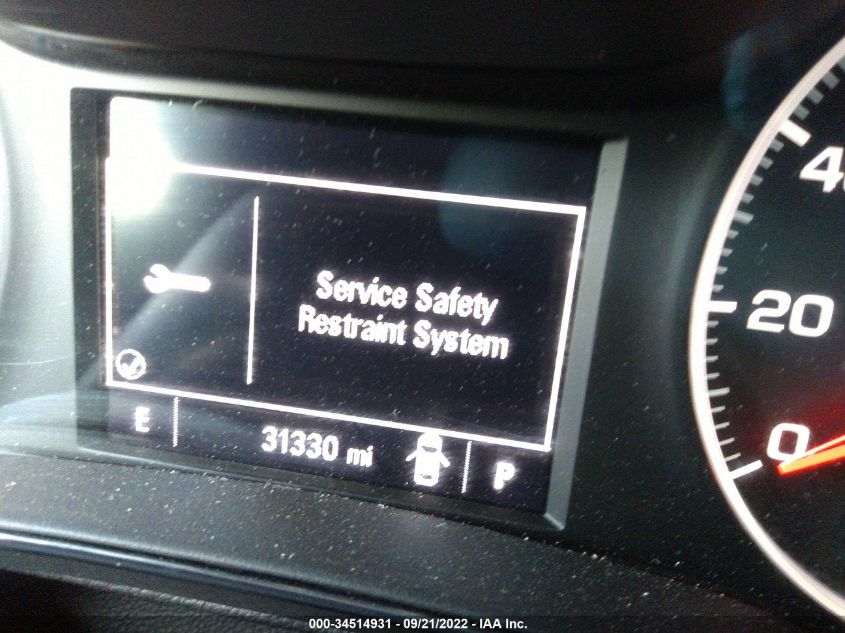 Service Safety
Restraint System
E
31330 mi
P
20
0
000-34514931 - 09/21/2022 - IAA Inc.